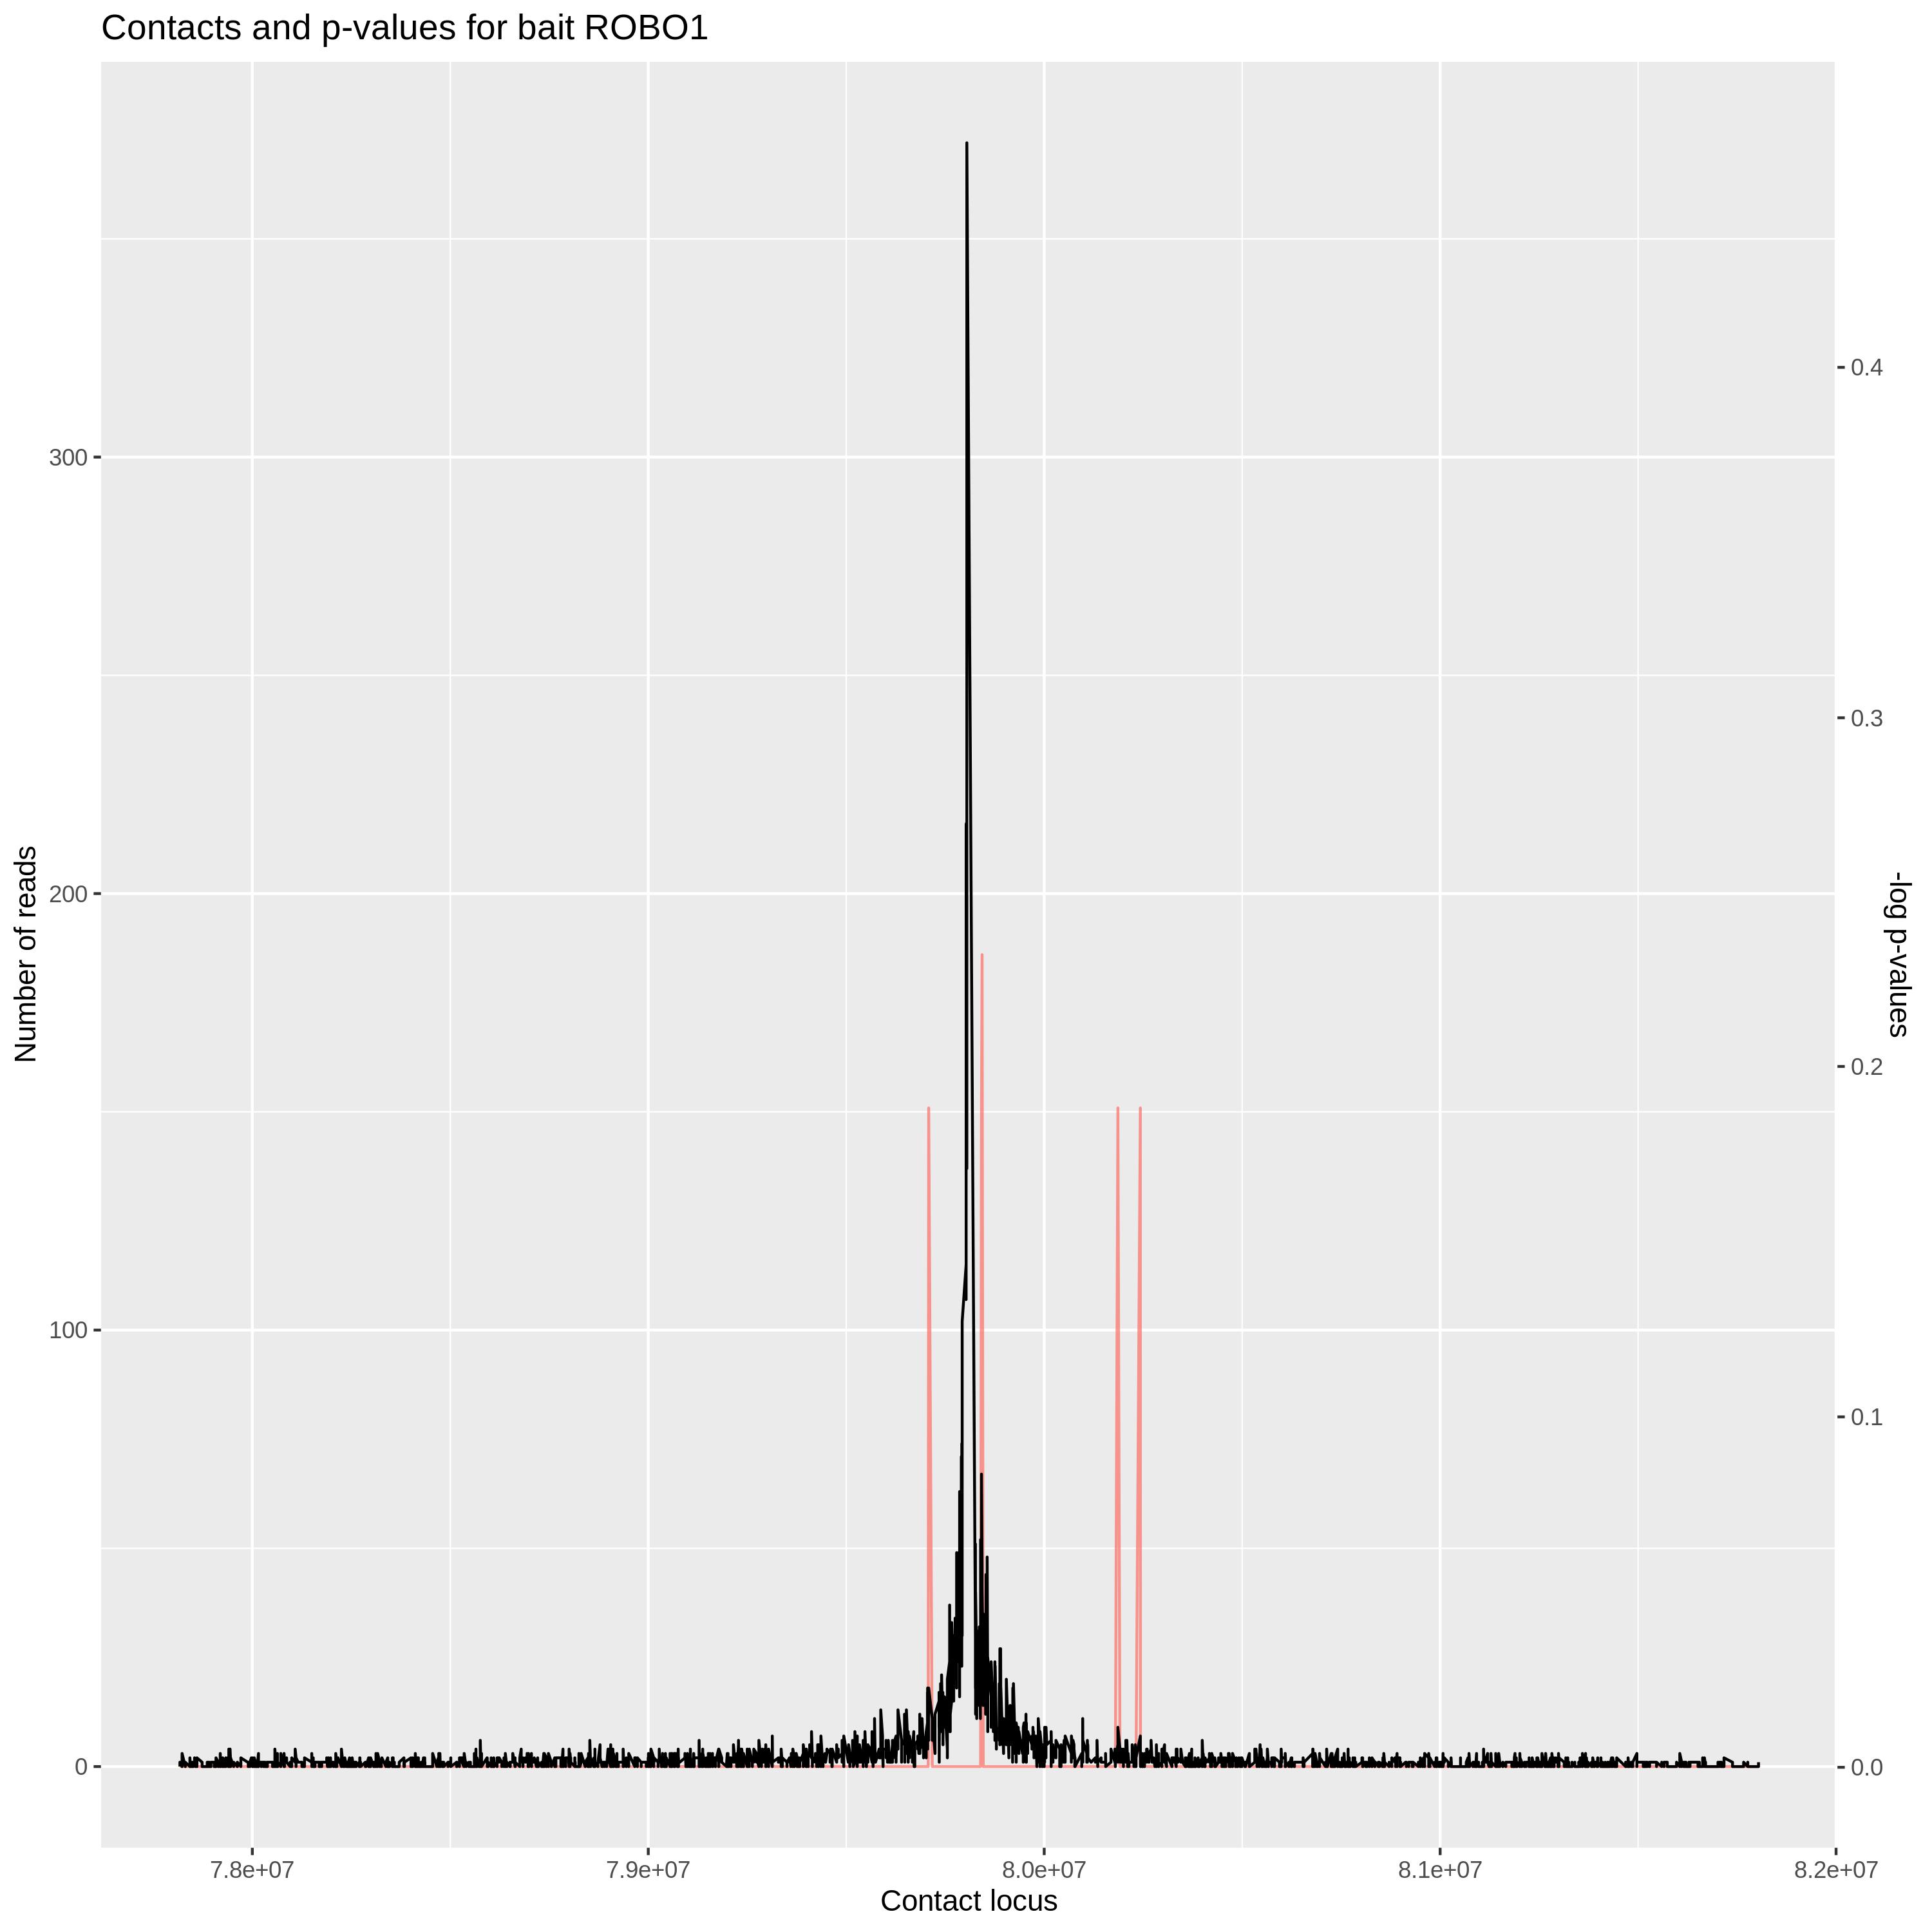 Contacts and p-values for bait ROBO1
Number of reads
300
200
100
0
0.4
0.3
0.2
0.1
0.0
-log p-values
7.8e+07 7.9e+07 8.0e+07 8.1e+07 8.2e+07
Contact locus